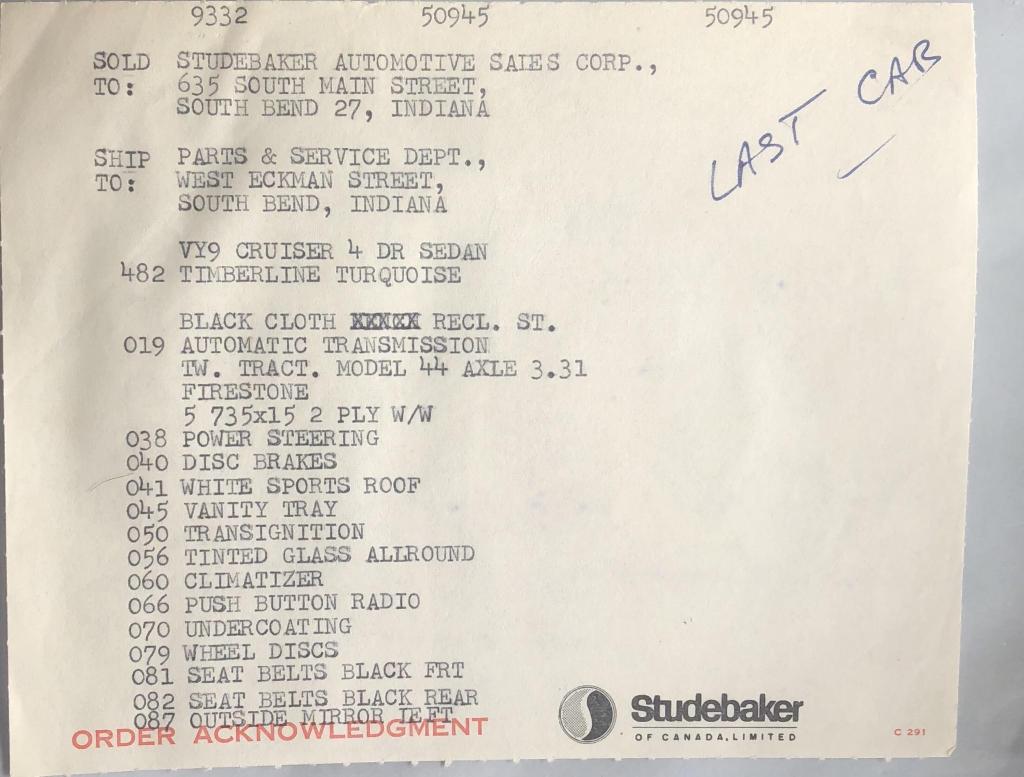 9332 50945 50945
LAST CAR
SOLD STUDEBAKER AUTOMOTIVE SAIES CORP.,
TO: 635 SOUTH MAIN STREET,
SOUTH BEND 27, INDIANA
SHIP PARTS & SERVICE DEPT.,
TO: WEST ECKMAN STREET,
SOUTH BEND, INDIANA
VY9 CRUISER 4 DR SEDAN
482 TIMBERLINE TURQUOISE
BLACK CLOTH RECL. ST.
019 AUTOMATIC TRANSMISSION
TW. TRACT. MODEL 44 AXLE 3.31
FIRESTONE
5 735x15 2 PLY W/W
038 POWER STEERING
040 DISC BRAKES
041 WHITE SPORTS ROOF
045 VANITY TRAY
050 TRANSIGNITION
056 TINTED GLASS ALLROUND
060 CLIMATIZER
066 PUSH BUTTON RADIO
070 UNDERCOATING
079 WHEEL DISCS
081 SEAT BELTS BLACK FRT
082 SEAT BELTS BLACK REAR
087 OUTSIDE MIRROR IEFT
ORDER ACKNOWLEDGMENT
Studebaker
OF CANADA, LIMITED
C 291